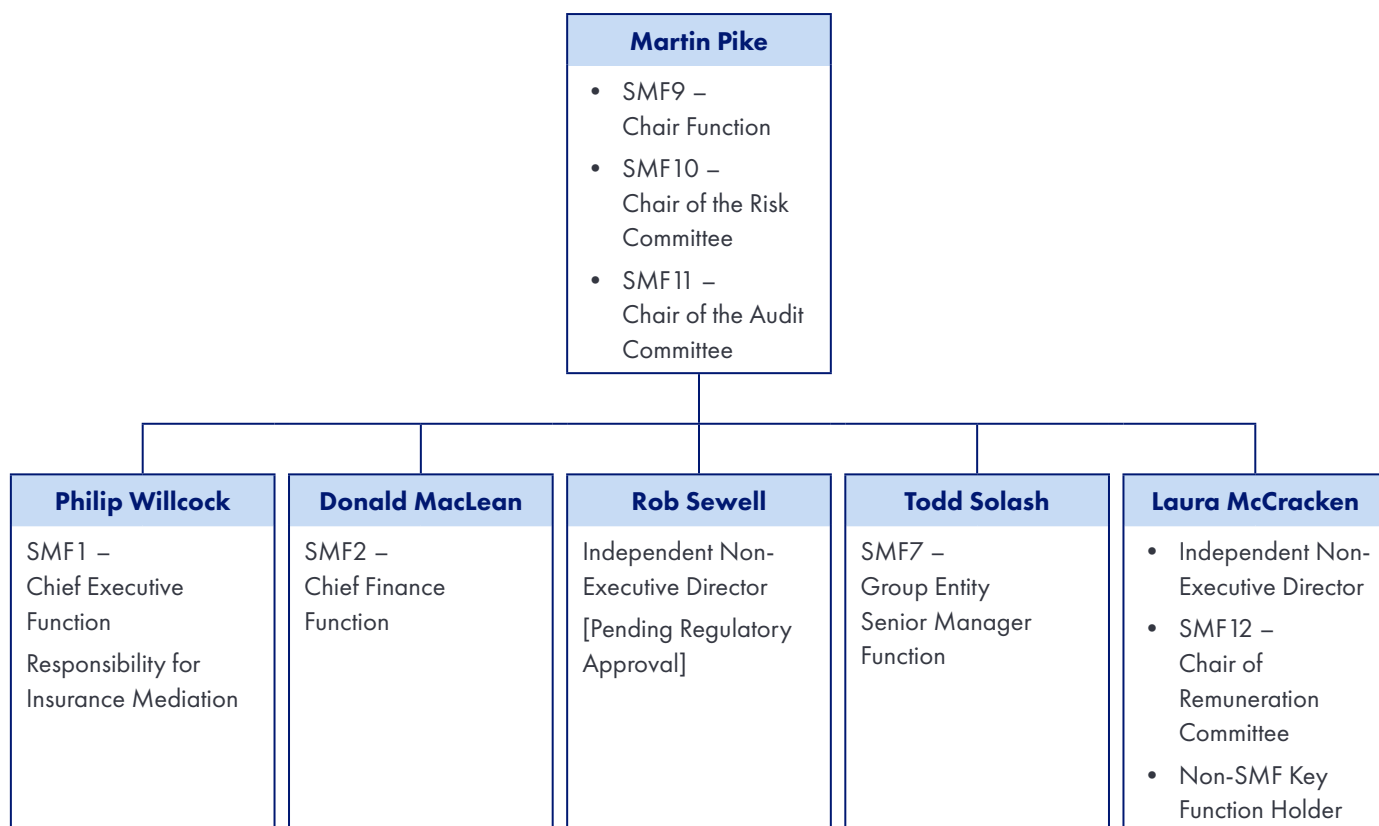 Martin Pike
• SMF9 –
Chair Function
• SMF10 –
Chair of the Risk
Committee
• SMF11 –
Chair of the Audit
Committee
Philip Willcock
SMF1 –
Chief Executive
Function
Responsibility for
Insurance Mediation
Donald MacLean
SMF2 –
Chief Finance
Function
Rob Sewell
Independent Non-
Executive Director
[Pending Regulatory
Approval]
Todd Solash
SMF7 –
Group Entity
Senior Manager
Function
Laura McCracken
• Independent Non-
Executive Director
• SMF12 –
Chair of
Remuneration
Committee
• Non-SMF Key
Function Holder